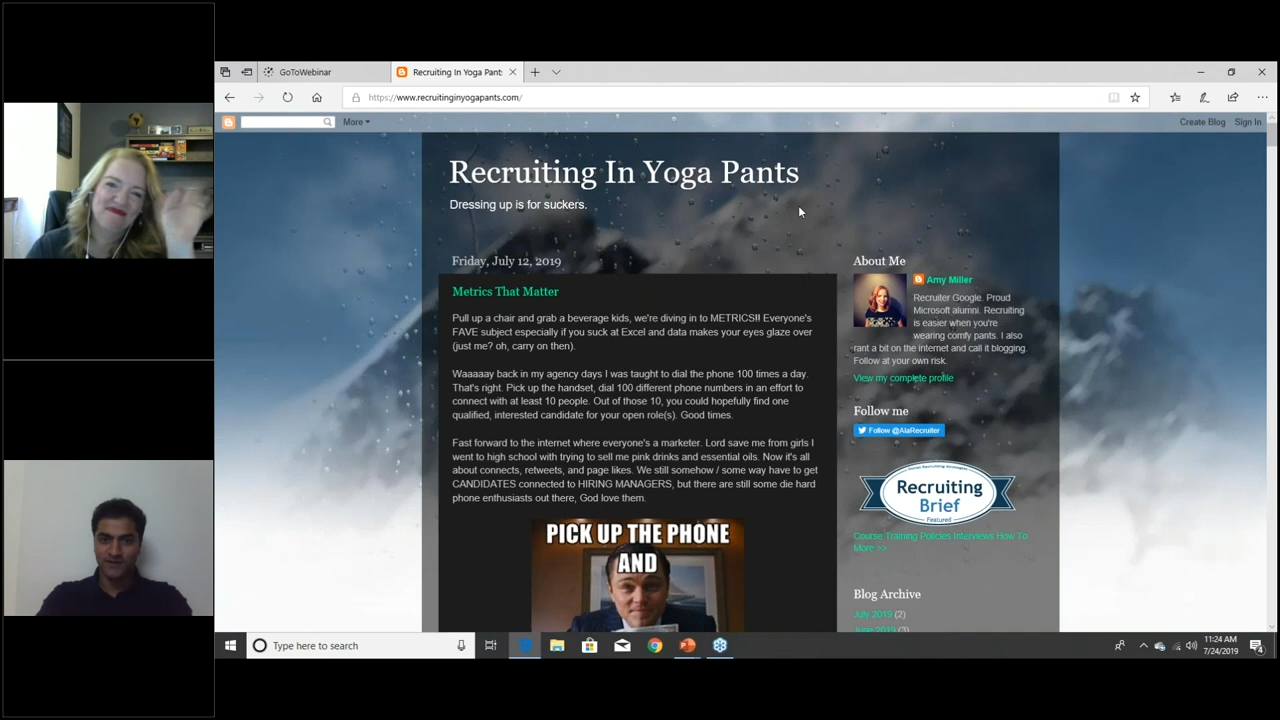 GoToWebinar
Recruiting In Yoga Pants
https://www.recruitinginyogapants.com/
More
Create Blog Sign In
Recruiting In Yoga Pants
Dressing up is for suckers.
Friday, July 12, 2019
Metrics That Matter
Pull up a chair and grab a beverage kids, we're diving in to METRICS!! Everyone's
FAVE subject especially if you suck at Excel and data makes your eyes glaze over
(just me? oh, carry on then).
Waaaaay back in my agency days I was taught to dial the phone 100 times a day.
That's right. Pick up the handset, dial 100 different phone numbers in an effort to
connect with at least 10 people. Out of those 10, you could hopefully find one
qualified, interested candidate for your open role(s). Good times.
Fast forward to the internet where everyone's a marketer. Lord save me from girls I
went to high school with trying to sell me pink drinks and essential oils. Now it's all
about connects, retweets, and page likes. We still somehow / some way have to get
CANDIDATES connected to HIRING MANAGERS, but there are still some die hard
phone enthusiasts out there, God love them.
PICK UP THE PHONE
AND
About Me
Amy Miller
Recruiter Google. Proud
Microsoft alumni. Recruiting
is easier when you're
wearing comfy pants. I also
rant a bit on the internet and call it blogging.
Follow at your own risk.
View my complete profile
Follow me
Follow @AlaRecruiter
Recruiting
Brief
Featured
Course Training Policies Interviews How To
More >>
Blog Archive
July 2019 (2)
June 2019 (3)
Type here to search
11:24 AM
7/24/2019
4